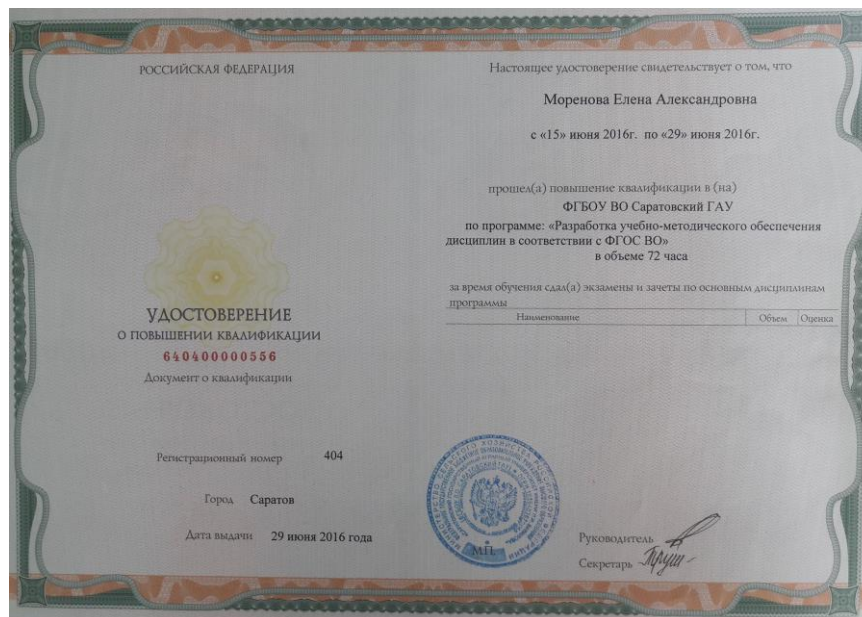 РОССИЙСКАЯ ФЕДЕРАЦИЯ
УДОСТОВЕРЕНИЕ
О ПОВЫШЕНИИ КВАЛИФИКАЦИИ
640400000556
Документ о квалификации
Регистрационный номер 404
Город Саратов
Дата выдачи 29 июня 2016 года
Настоящее удостоверение свидетельствует о том, что
Моренова Елена Александровна
с «15» июня 2016г. по «29» июня 2016г.
прошел(а) повышение квалификации в (на)
ФГБОУ ВО Саратовский ГАУ
по программе: «Разработка учебно-методического обеспечения
дисциплин в соответствии с ФГОС ВО»
в объеме 72 часа
за время обучения сдал(а) экзамены и зачеты по основным дисциплинам
программы
Наименование Объем Оценка
М.П.
Руководитель
Секретарь